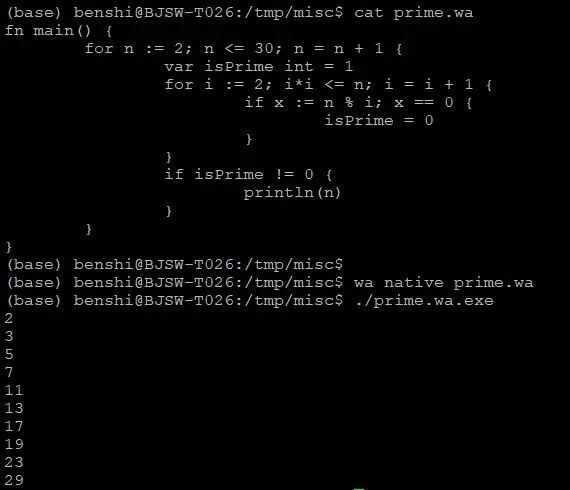 (base) benshi@BJSW-T026:/tmp/misc$ cat prime.wa
fn main() {
        for n := 2; n <= 30; n = n + 1 {
                var isPrime int = 1
                for i := 2; i*i <= n; i = i + 1 {
                        if x := n % i; x == 0 {
                                isPrime = 0
                        }
                }
                if isPrime != 0 {
                        println(n)
                }
        }
}
(base) benshi@BJSW-T026:/tmp/misc$
(base) benshi@BJSW-T026:/tmp/misc$ wa native prime.wa
(base) benshi@BJSW-T026:/tmp/misc$ ./prime.wa.exe
2
3
5
7
11
13
17
19
23
29